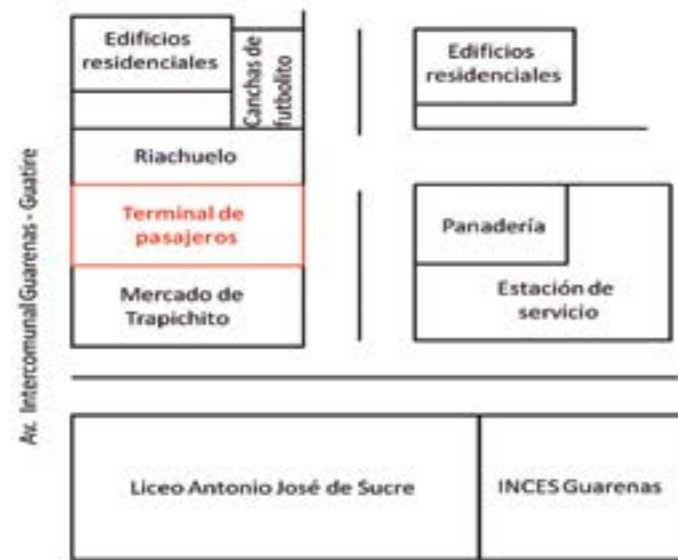 Edificios
residenciales
Canchas de
futbolito
Edificios
residenciales
Riachuelo
Terminal de
pasajeros
Panadería
Mercado de
Trapichito
Estación de
servicio
Av. Intercomunal Guarenas - Guatire
Liceo Antonio José de Sucre
INCES Guarenas